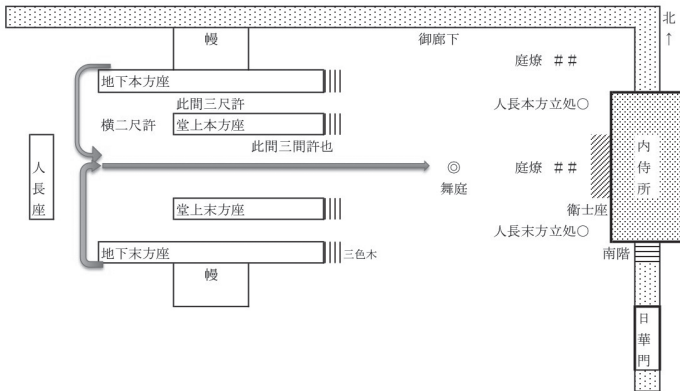 北
↑
幔
御廊下
庭燎 ##
地下本方座
此間三尺許
人長本方立処○
横二尺許
堂上本方座
此間三間許也
人長座
◎
舞庭
庭燎 ##
内侍所
衛士座
堂上末方座
人長末方立処○
地下末方座
三色木
南階
幔
日華門